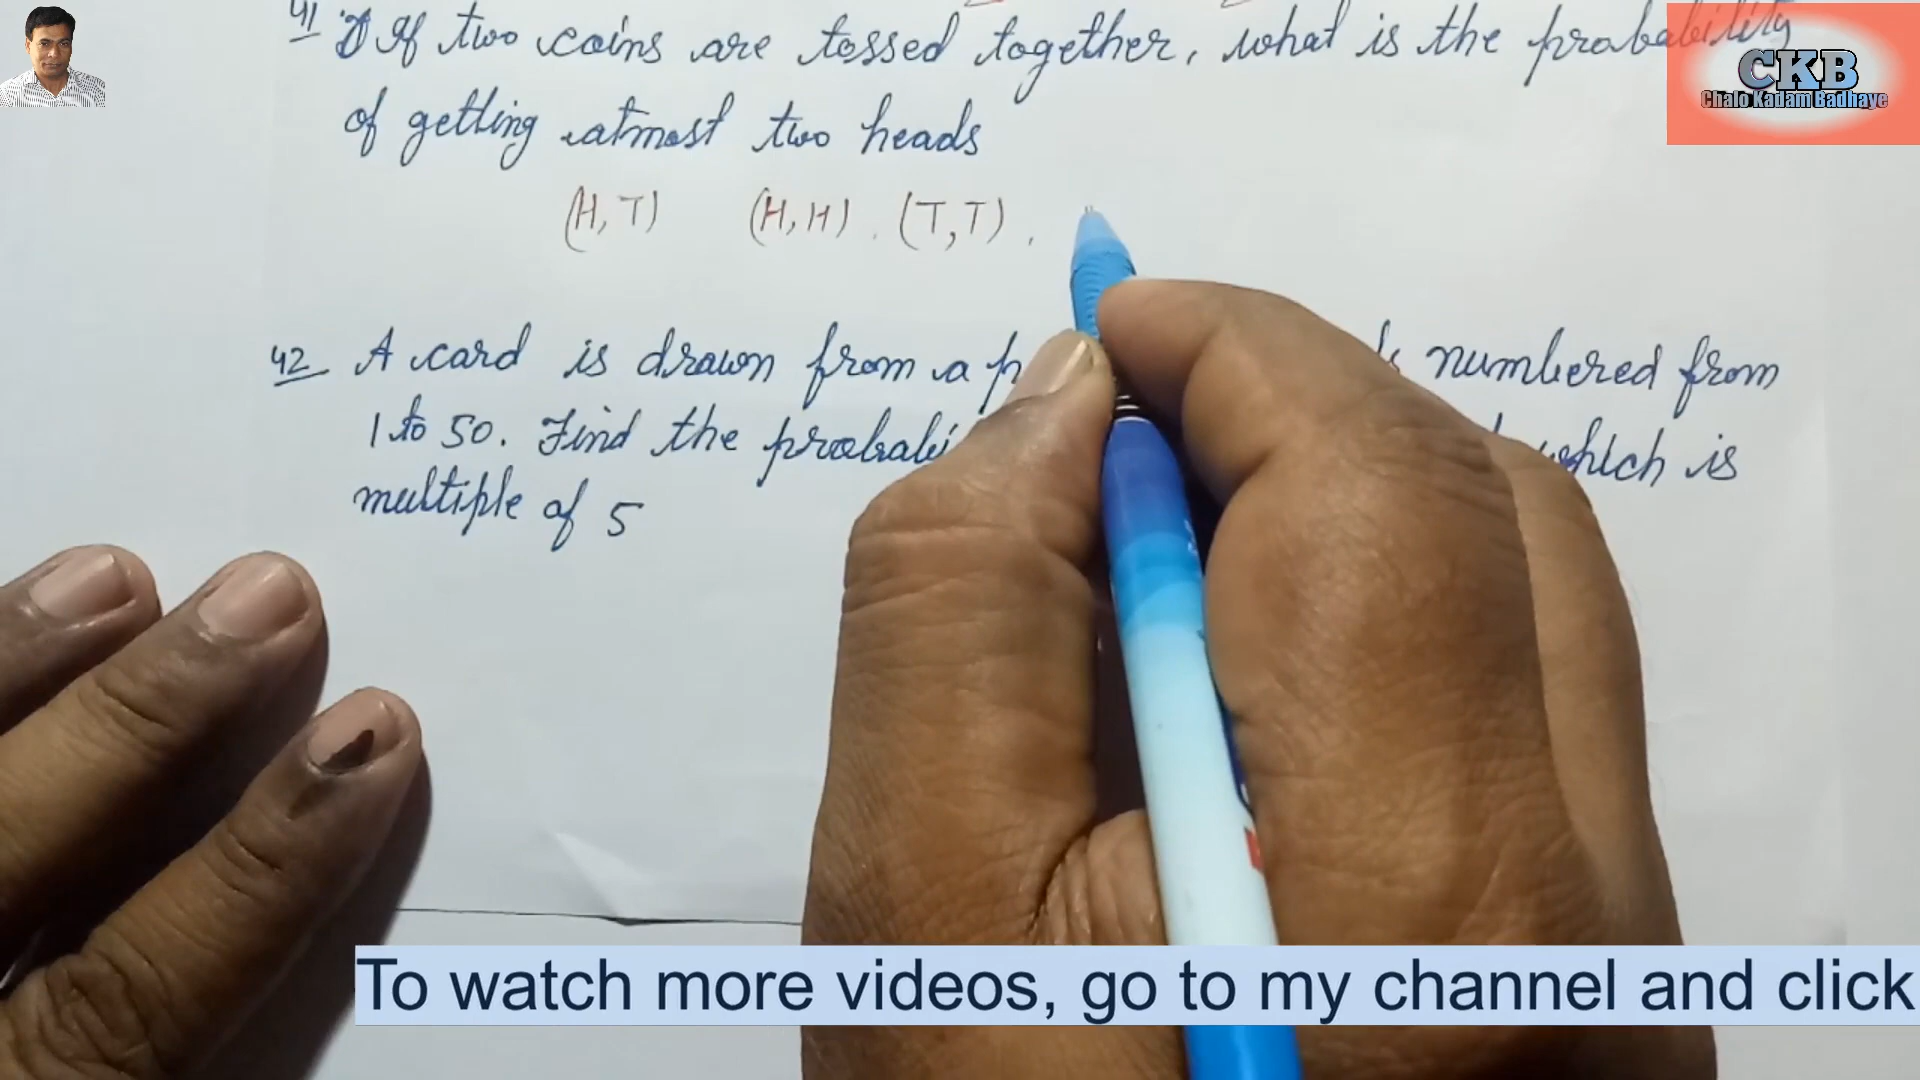 41 If two coins are tossed together, what is the probability
CKB
Chalo Kadam Badhaye
of getting atmost two heads
(H,T) (H,H). (T,T).
42 A card is drawn from a numbered from
1 to 50. Find the which is
multiple of 5
To watch more videos, go to my channel and click